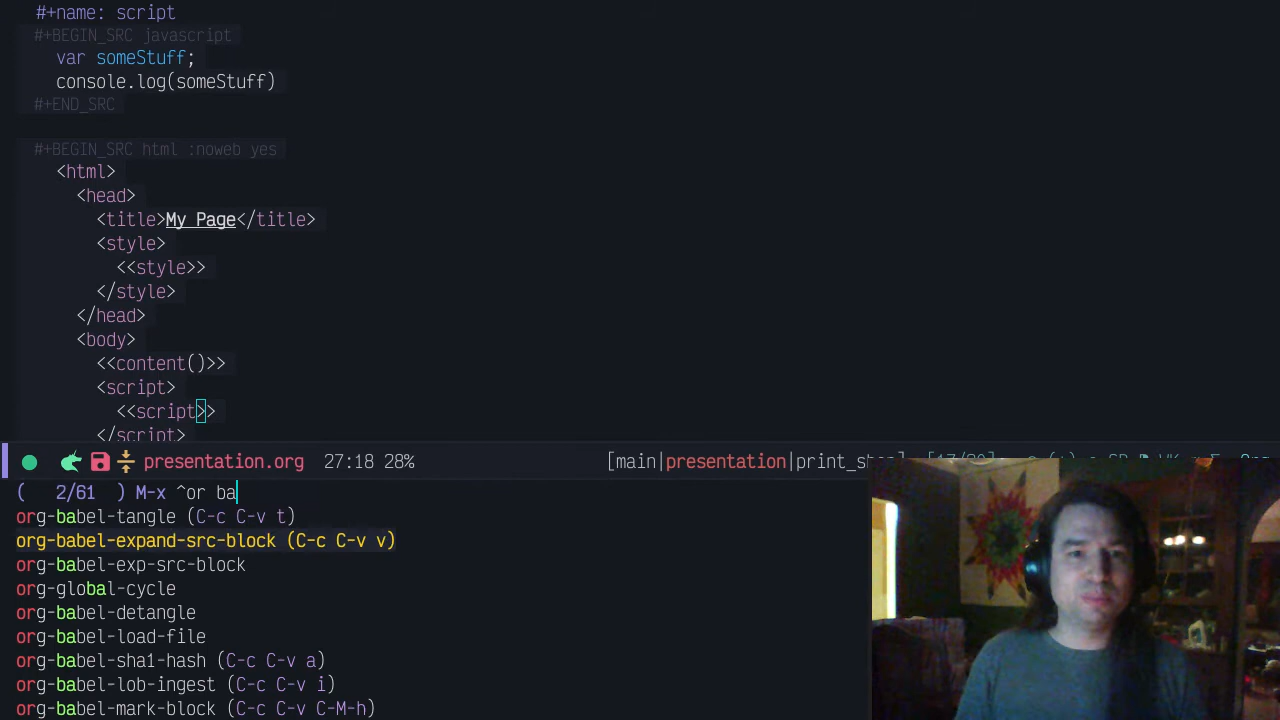 #+name: script
#+BEGIN_SRC javascript
var someStuff;
console.log(someStuff)
#+END_SRC
#+BEGIN_SRC html :noweb yes
<html>
<head>
<title>My Page</title>
<style>
<<style>>
</style>
</head>
<body>
<<content()>>
<script>
<<script>>
</script>
presentation.org 27:18 28% [main|presentation|
( 2/61 ) M-x ^or ba
org-babel-tangle (C-c C-v t)
org-babel-expand-src-block (C-c C-v v)
org-babel-exp-src-block
org-global-cycle
org-babel-detangle
org-babel-load-file
org-babel-sha1-hash (C-c C-v a)
org-babel-lob-ingest (C-c C-v i)
org-babel-mark-block (C-c C-v C-M-h)